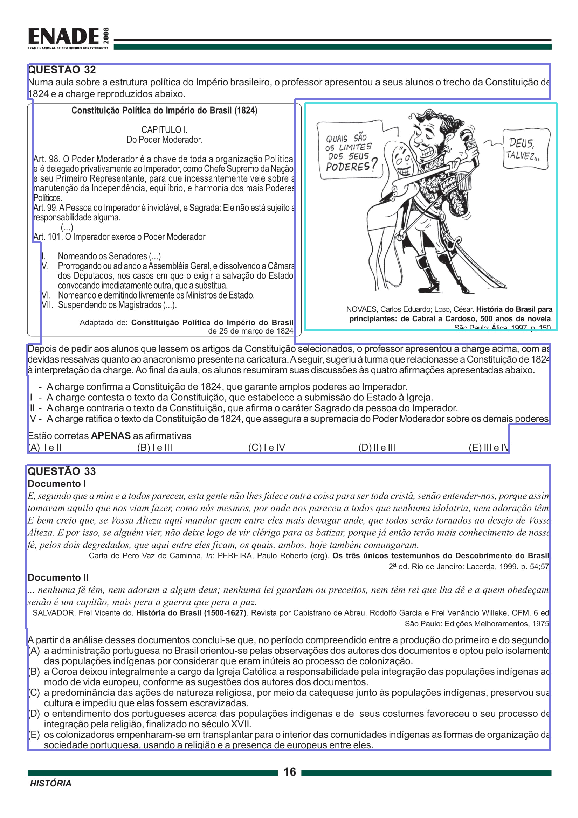 ENADE 2008
EXAME NACIONAL DE DESEMPENHO DOS ESTUDANTES
QUESTÃO 32
Numa aula sobre a estrutura política do Império brasileiro, o professor apresentou a seus alunos o trecho da Constituição de
1824 e a charge reproduzidos abaixo.
Constituição Política do Império do Brasil (1824)
CAPITULO I.
Do Poder Moderador.
Art. 98. O Poder Moderador é a chave de toda a organização Política,
e é delegado privativamente ao Imperador, como Chefe Supremo da Nação,
e seu Primeiro Representante, para que incessantemente vele sobre a
manutenção da Independência, equilíbrio, e harmonia dos mais Poderes
Políticos.
Art. 99. A Pessoa do Imperador é inviolável, e Sagrada: Ele não está sujeito a
responsabilidade alguma.
(...)
Art. 101. O Imperador exerce o Poder Moderador
I. Nomeando os Senadores (...)
V. Prorrogando ou adiando a Assembléia Geral, e dissolvendo a Câmara
dos Deputados, nos casos em que o exigir a salvação do Estado;
convocando imediatamente outra, que a substitua.
VI. Nomeando e demitindo livremente os Ministros de Estado.
VII. Suspendendo os Magistrados (...).
Adaptado de: Constituição Política do Império do Brasil
de 25 de março de 1824
QUAIS SÃO
OS LIMITES
DOS SEUS
PODERES?
DEUS,
TALVEZ...
NOVAES, Carlos Eduardo; Lobo, César. História do Brasil para
principiantes: de Cabral a Cardoso, 500 anos de novela.
São Paulo: Ática, 1997, p. 150.
Depois de pedir aos alunos que lessem os artigos da Constituição selecionados, o professor apresentou a charge acima, com as
devidas ressalvas quanto ao anacronismo presente na caricatura. A seguir, sugeriu à turma que relacionasse a Constituição de 1824
à interpretação da charge. Ao final da aula, os alunos resumiram suas discussões às quatro afirmações apresentadas abaixo.
I - A charge confirma a Constituição de 1824, que garante amplos poderes ao Imperador.
II - A charge contesta o texto da Constituição, que estabelece a submissão do Estado à Igreja.
III - A charge contraria o texto da Constituição, que afirma o caráter Sagrado da pessoa do Imperador.
IV - A charge ratifica o texto da Constituição de 1824, que assegura a supremacia do Poder Moderador sobre os demais poderes.
Estão corretas APENAS as afirmativas
(A) I e II (B) I e III (C) I e IV (D) II e III (E) III e IV
QUESTÃO 33
Documento I
E, segundo que a mim e a todos pareceu, esta gente não lhes falece outra coisa para ser toda cristã, senão entender-nos, porque assim
tomavam aquilo que nos viam fazer, como nós mesmos, por onde nos pareceu a todos que nenhuma idolatria, nem adoração têm.
E bem creio que, se Vossa Alteza aqui mandar quem entre eles mais devagar ande, que todos serão tornados ao desejo de Vossa
Alteza. E por isso, se alguém vier, não deixe logo de vir clérigo para os batizar, porque já então terão mais conhecimento de nossa
fé, pelos dois degredados, que aqui entre eles ficam, os quais, ambos, hoje também comungaram.
Carta de Pero Vaz de Caminha. In: PEREIRA, Paulo Roberto (org). Os três únicos testemunhos do Descobrimento do Brasil.
2ª ed. Rio de Janeiro: Lacerda, 1999. p. 54;57.
Documento II
... nenhuma fé têm, nem adoram a algum deus; nenhuma lei guardam ou preceitos, nem têm rei que lha dê e a quem obedeçam,
senão é um capitão, mais pera a guerra que pera a paz.
SALVADOR, Frei Vicente do. História do Brasil (1500-1627). Revista por Capistrano de Abreu, Rodolfo Garcia e Frei Venâncio Willeke, OFM. 6 ed.
São Paulo: Edições Melhoramentos, 1975.
A partir da análise desses documentos conclui-se que, no período compreendido entre a produção do primeiro e do segundo,
(A) a administração portuguesa no Brasil orientou-se pelas observações dos autores dos documentos e optou pelo isolamento
das populações indígenas por considerar que eram inúteis ao processo de colonização.
(B) a Coroa deixou integralmente a cargo da Igreja Católica a responsabilidade pela integração das populações indígenas ao
modo de vida europeu, conforme as sugestões dos autores dos documentos.
(C) a predominância das ações de natureza religiosa, por meio da catequese junto às populações indígenas, preservou sua
cultura e impediu que elas fossem escravizadas.
(D) o entendimento dos portugueses acerca das populações indígenas e de seus costumes favoreceu o seu processo de
integração pela religião, finalizado no século XVII.
(E) os colonizadores empenharam-se em transplantar para o interior das comunidades indígenas as formas de organização da
sociedade portuguesa, usando a religião e a presença de europeus entre eles.
16
HISTÓRIA